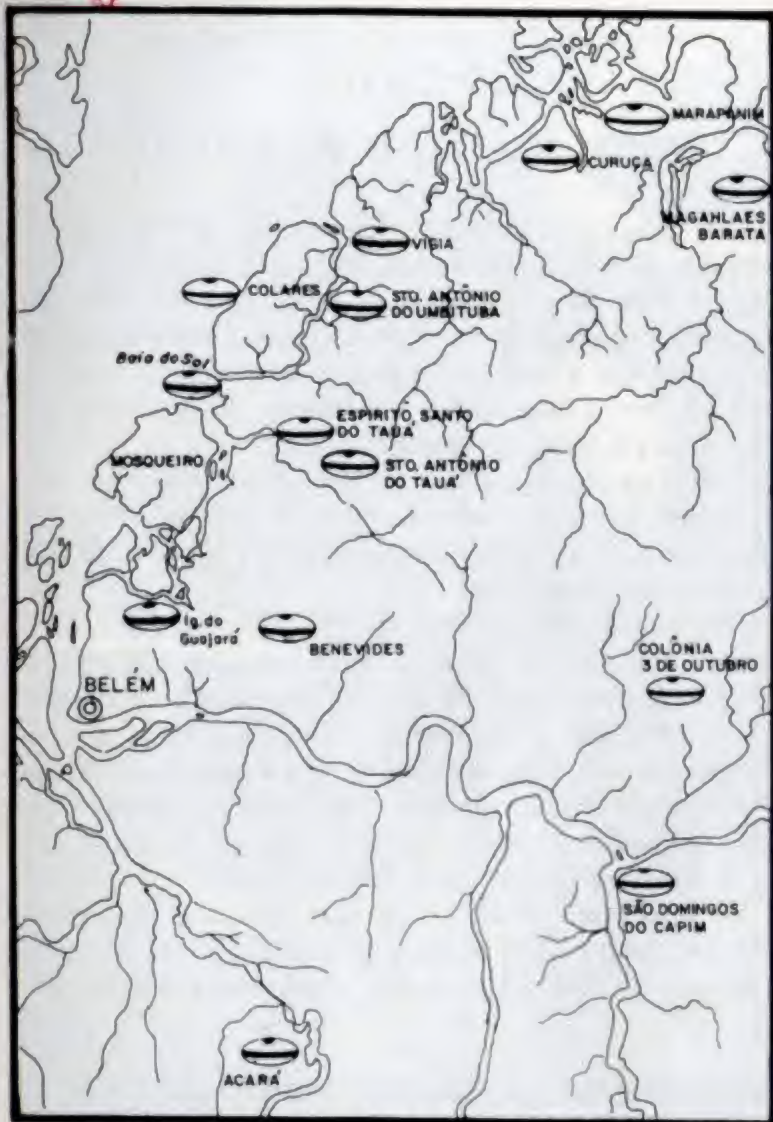 MARAPANIM
CURUÇA
MAGAHLAES
BARATA
VIGIA
COLARES
STO. ANTÔNIO
DO UMBITUBA
Baía do Sol
ESPIRITO SANTO
DO TAUÁ
MOSQUEIRO
STO. ANTÔNIO
DO TAUÁ
Ig. do
Guajará
BENEVIDES
COLÔNIA
3 DE OUTUBRO
BELÉM
SÃO DOMINGOS
DO CAPIM
ACARÁ